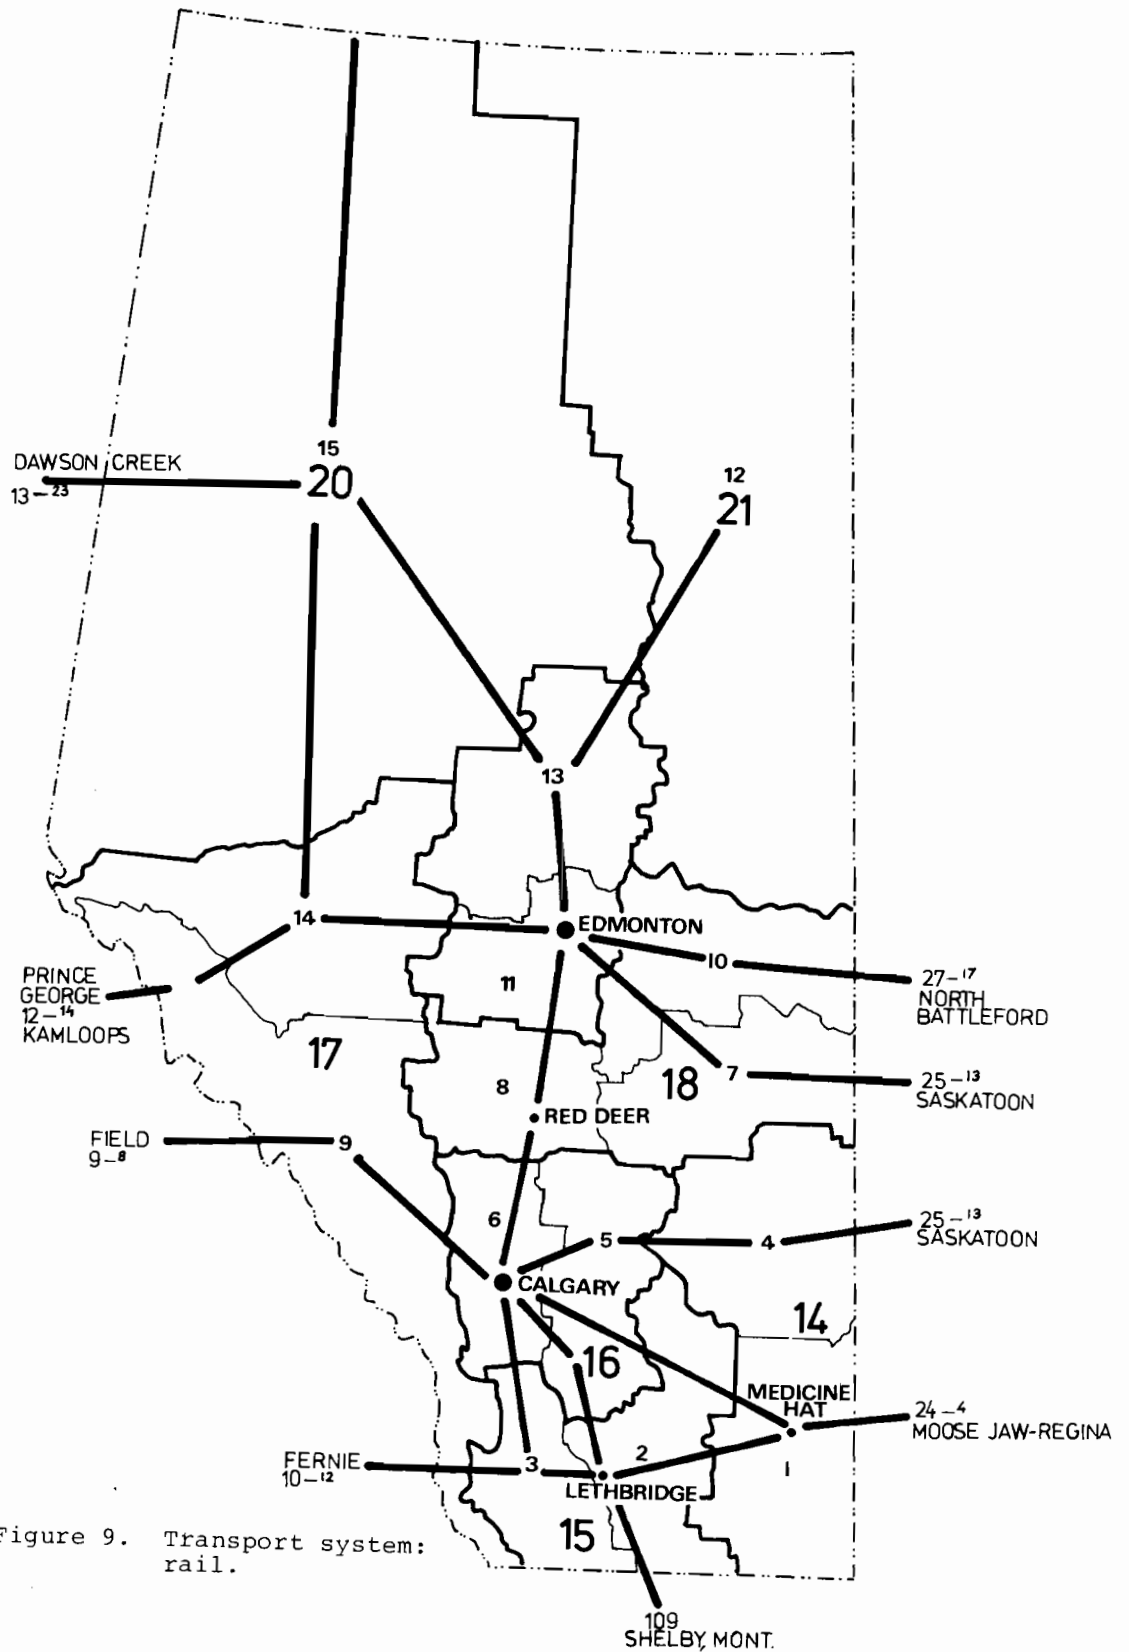 15
DAWSON CREEK
20
13-23
12
21
13
14
EDMONTON
10
PRINCE
GEORGE
12-14
KAMLOOPS
11
27-17
NORTH
BATTLEFORD
17
8
18
7
25-13
SASKATOON
RED DEER
FIELD
9-8
9
6
5
4
25-13
SASKATOON
CALGARY
14
16
MEDICINE
HAT
24-4
MOOSE JAW-REGINA
FERNIE
10-12
3
2
1
LETHBRIDGE
15
Figure 9. Transport system:
rail.
109
SHELBY, MONT.